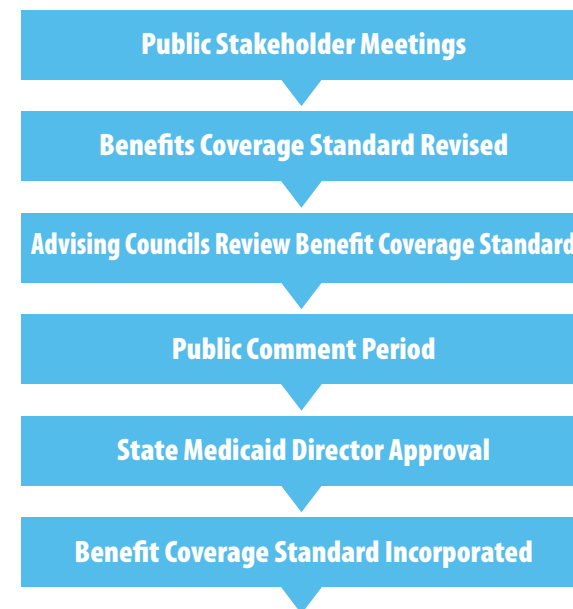 Public Stakeholder Meetings
Benefits Coverage Standard Revised
Advising Councils Review Benefit Coverage Standard
Public Comment Period
State Medicaid Director Approval
Benefit Coverage Standard Incorporated